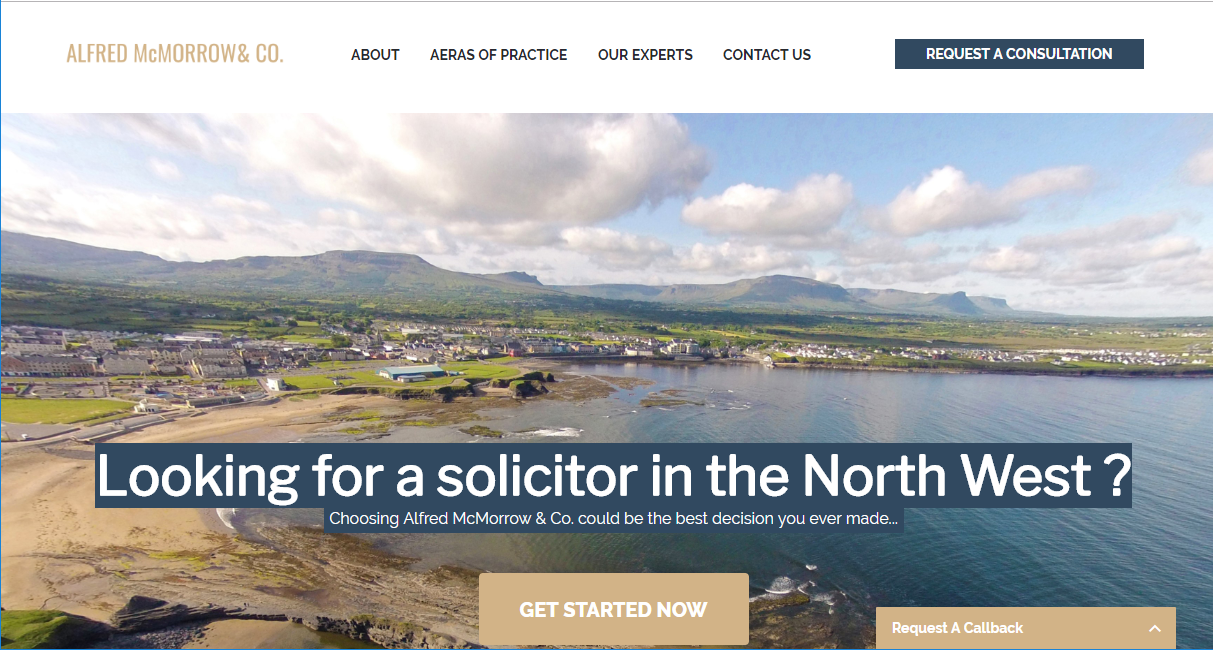 ALFRED McMORROW& CO.
ABOUT
AERAS OF PRACTICE
OUR EXPERTS
CONTACT US
REQUEST A CONSULTATION
Looking for a solicitor in the North West ?
Choosing Alfred McMorrow & Co. could be the best decision you ever made...
GET STARTED NOW
Request A Callback